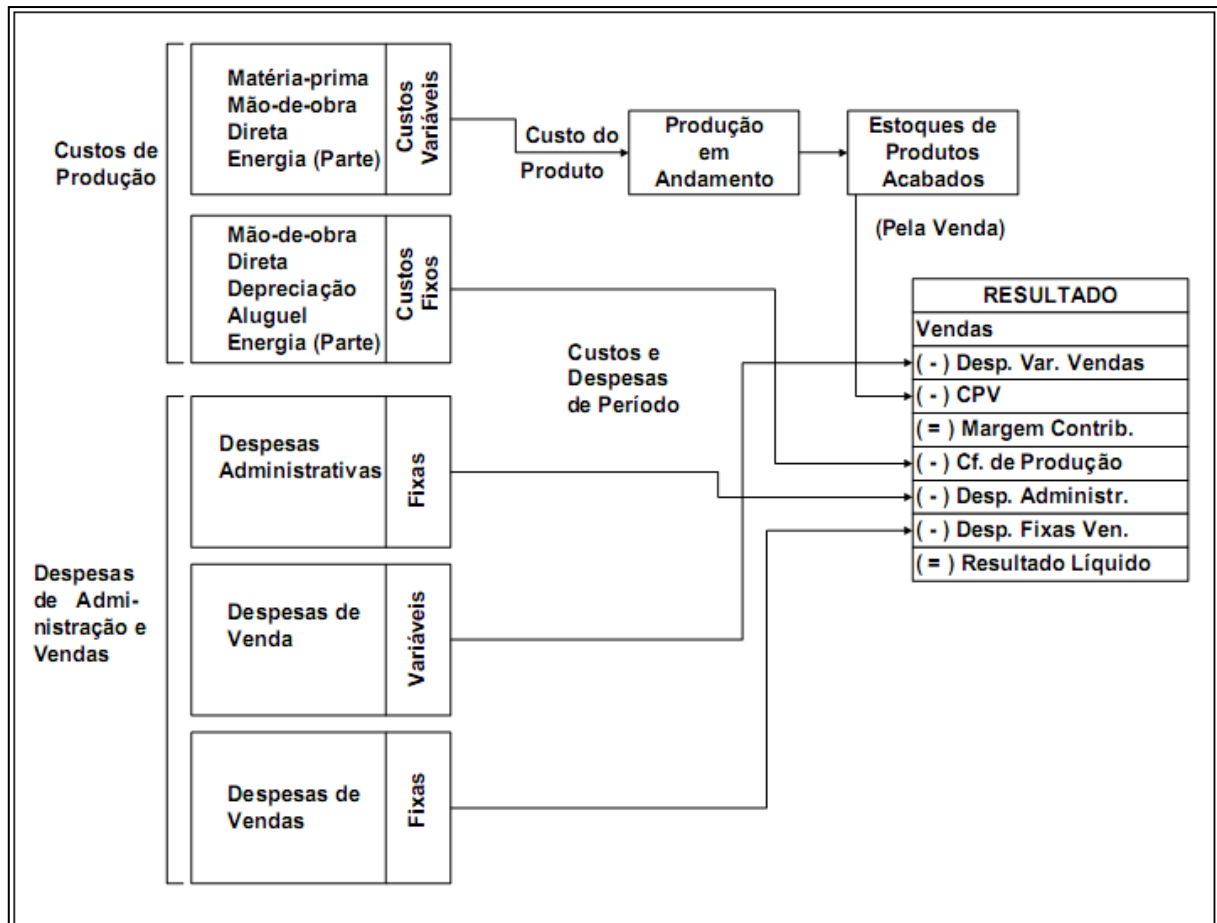 Custos de
Produção
Matéria-prima
Mão-de-obra
Direta
Energia (Parte)
Custos
Variáveis
Custo do
Produto
Produção
em
Andamento
Estoques de
Produtos
Acabados
(Pela Venda)
Mão-de-obra
Direta
Depreciação
Aluguel
Energia (Parte)
Custos
Fixos
Custos e
Despesas
de Período
RESULTADO
Vendas
( - ) Desp. Var. Vendas
( - ) CPV
( = ) Margem Contrib.
( - ) Cf. de Produção
( - ) Desp. Administr.
( - ) Desp. Fixas Ven.
( = ) Resultado Líquido
Despesas
de Admi-
nistração e
Vendas
Despesas
Administrativas
Fixas
Despesas de
Venda
Variáveis
Despesas de
Vendas
Fixas